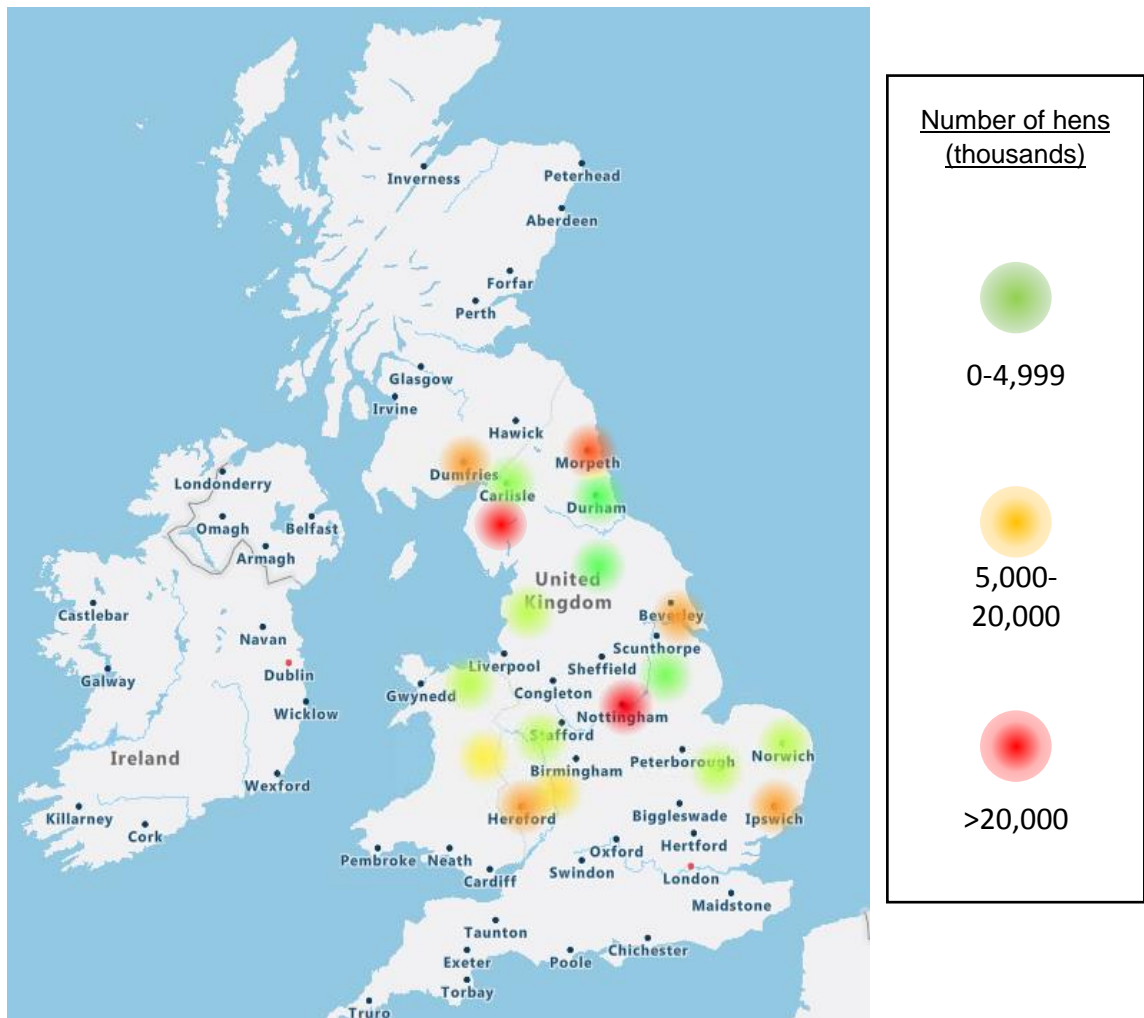 Inverness
Peterhead
Aberdeen
Forfar
Perth
Glasgow
Irvine
Hawick
Morpeth
Dumfries
Carlisle
Durham
Londonderry
Omagh
Belfast
Armagh
United
Kingdom
Castlebar
Beverley
Navan
Scunthorpe
Liverpool
Sheffield
Galway
Dublin
Gwynedd
Congleton
Wicklow
Nottingham
Stafford
Ireland
Norwich
Peterborough
Birmingham
Wexford
Killarney
Hereford
Biggleswade
Ipswich
Cork
Hertford
Oxford
Pembroke
Neath
Swindon
Cardiff
London
Maidstone
Taunton
Chichester
Exeter
Poole
Torbay
Truro
Number of hens
(thousands)
0-4,999
5,000-
20,000
>20,000